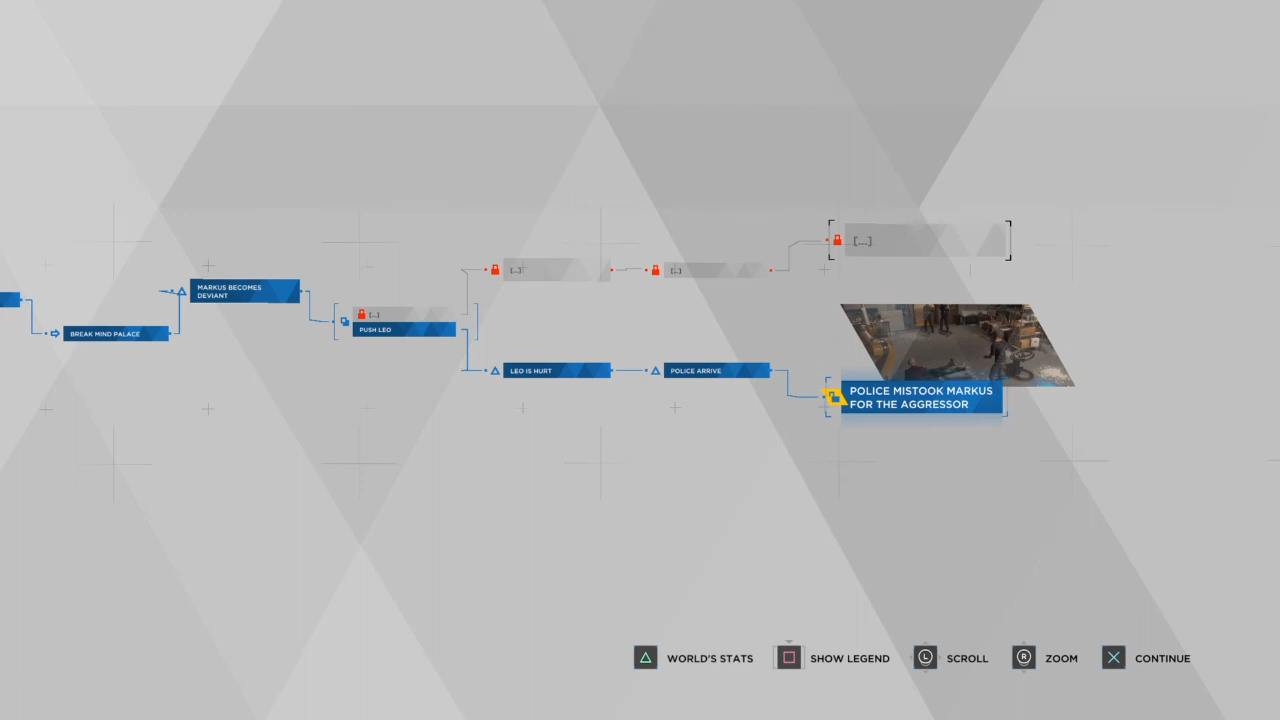 [...]
[...]
[...]
MARKUS BECOMES
DEVIANT
[...]
PUSH LEO
BREAK MIND PALACE
LEO IS HURT
POLICE ARRIVE
POLICE MISTOOK MARKUS
FOR THE AGGRESSOR
WORLD'S STATS
SHOW LEGEND
L
SCROLL
R
ZOOM
CONTINUE